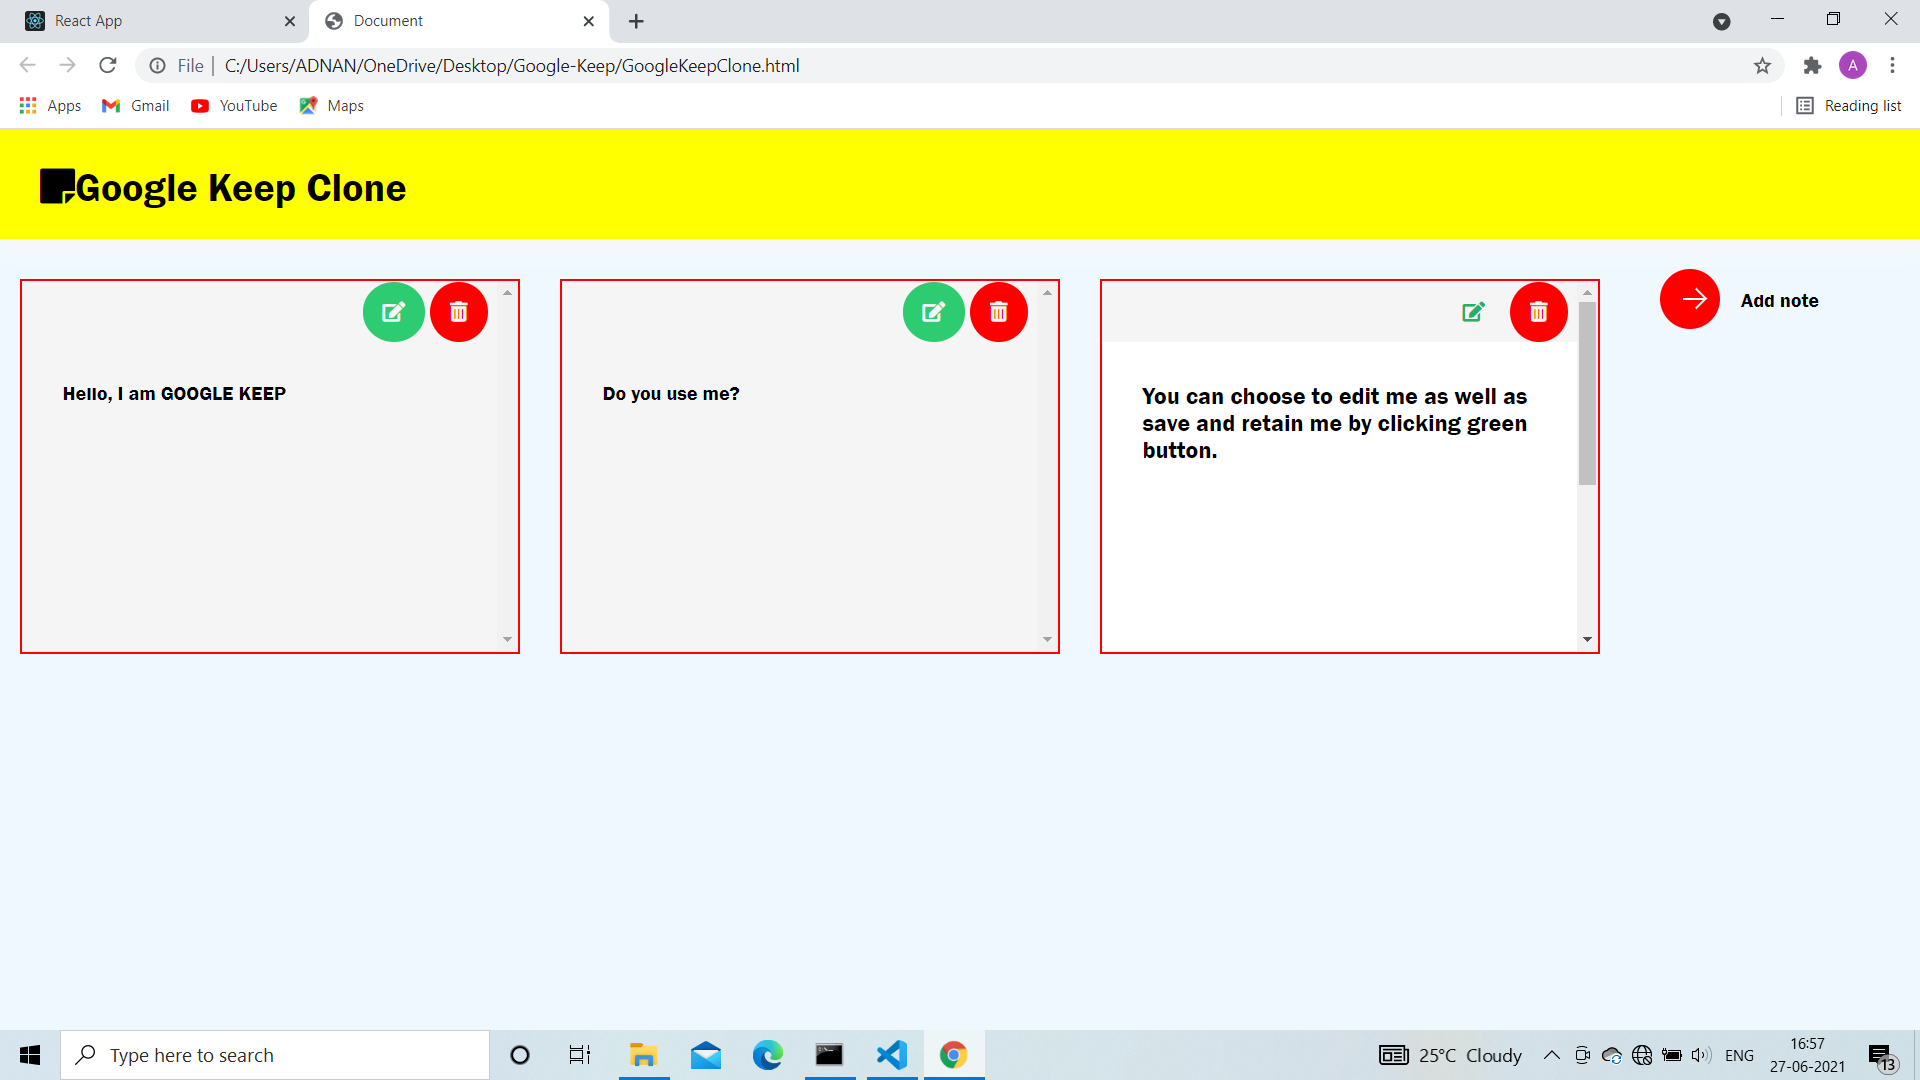 React App
Document
File
C:/Users/ADNAN/OneDrive/Desktop/Google-Keep/GoogleKeepClone.html
A
Apps
Gmail
YouTube
Maps
Reading list
Google Keep Clone
Hello, I am GOOGLE KEEP
Do you use me?
You can choose to edit me as well as
save and retain me by clicking green
button.
Add note
Type here to search
25°C Cloudy
ENG
16:57
27-06-2021
13